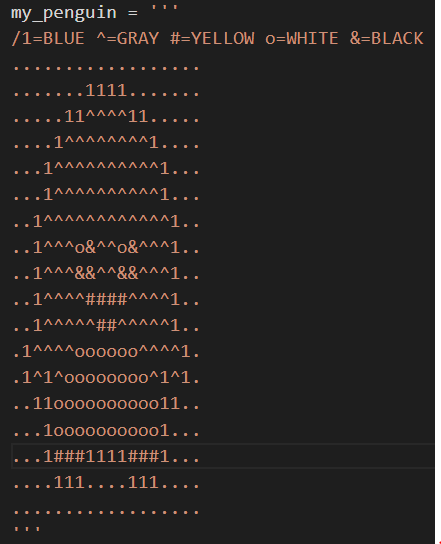 my_penguin = '''
/1=BLUE ^=GRAY #=YELLOW o=WHITE &=BLACK
..................
.......1111.......
.....11^^^^11.....
....1^^^^^^^^1....
...1^^^^^^^^^^1...
...1^^^^^^^^^^1...
..1^^^^^^^^^^^^1..
..1^^^o&^^o&^^^1..
..1^^^&&^^&&^^^1..
..1^^^^####^^^^1..
..1^^^^^##^^^^^1..
.1^^^^oooooo^^^^1.
.1^1^oooooooo^1^1.
..11oooooooooo11..
...1oooooooooo1...
...1###1111###1...
....111....111....
..................
'''